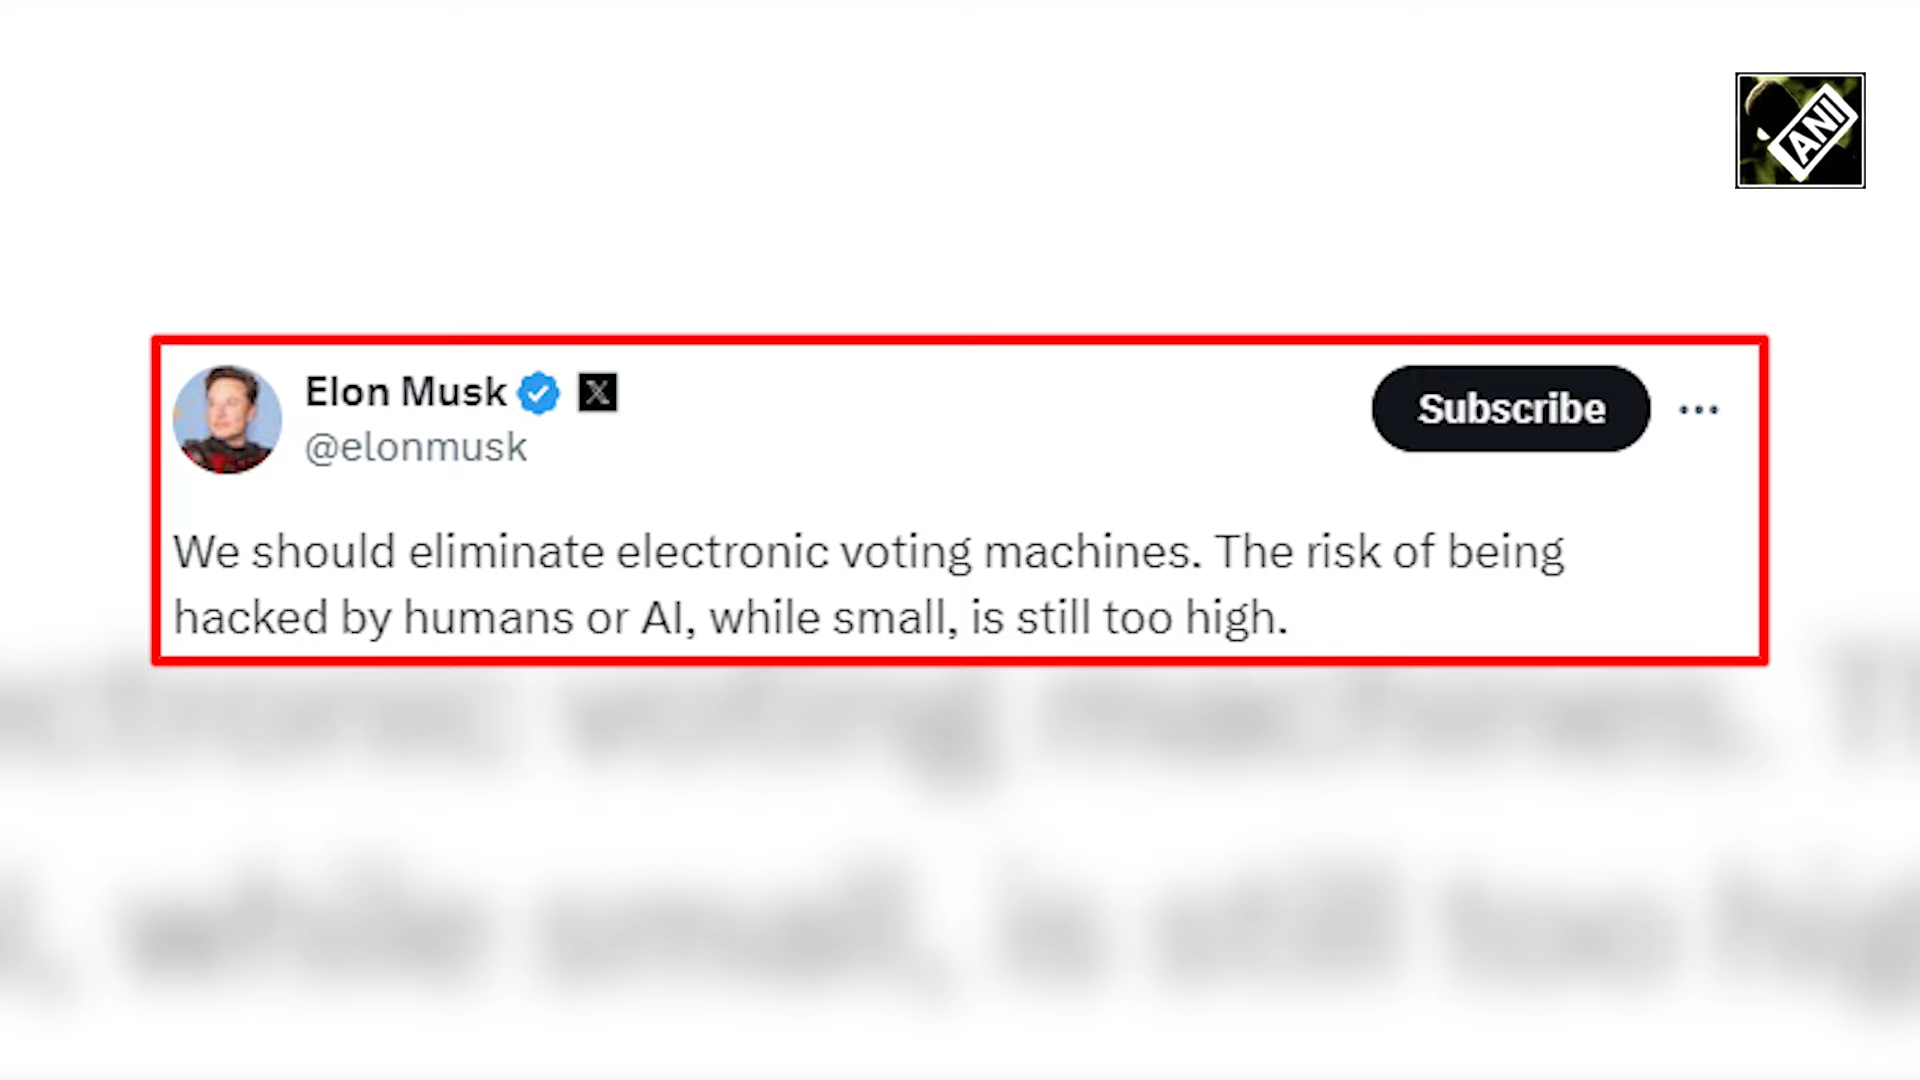 ANI
Elon Musk
@elonmusk
Subscribe
We should eliminate electronic voting machines. The risk of being
hacked by humans or AI, while small, is still too high.